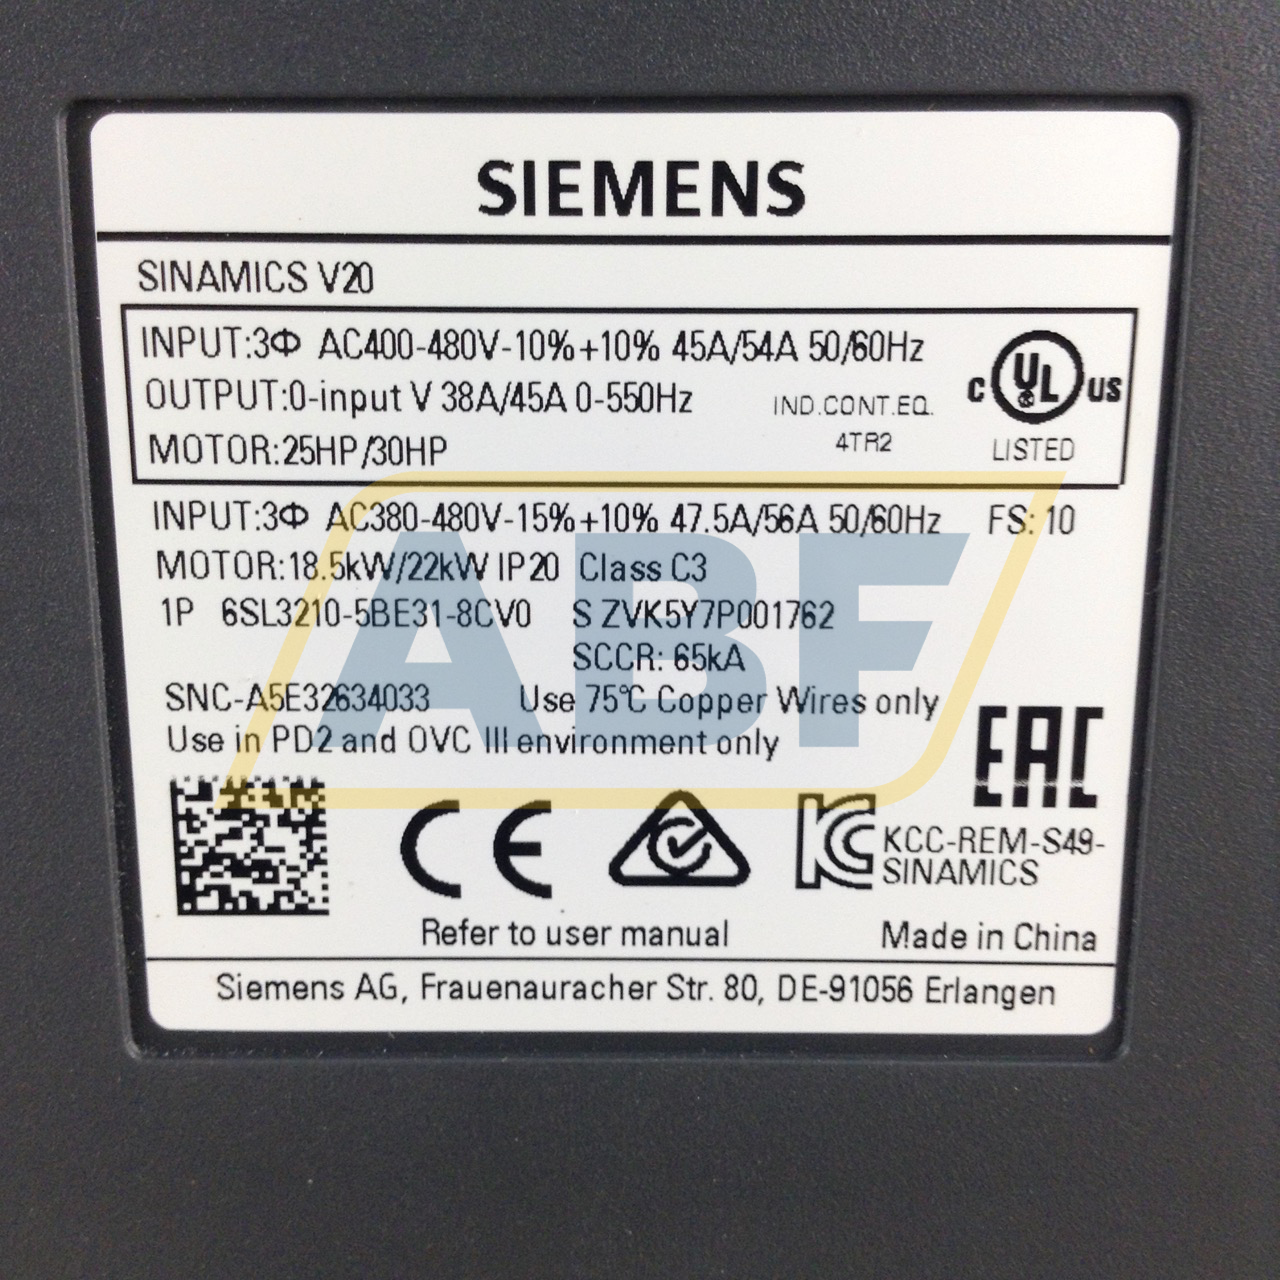 SIEMENS
SINAMICS V20
INPUT:3Φ AC400-480V-10%+10% 45A/54A 50/60Hz
OUTPUT:0-input V 38A/45A 0-550Hz
MOTOR:25HP/30HP
IND.CONT.EQ.
4TR2
C UL US
LISTED
INPUT:3Φ AC380-480V-15%+10% 47.5A/56A 50/60Hz FS: 10
MOTOR:18.5kW/22kW IP20 Class C3
1P 6SL3210-5BE31-8CV0 S ZVK5Y7P001762
SCCR: 65kA
SNC-A5E32634033 Use 75℃ Copper Wires only
Use in PD2 and OVC III environment only
ABF
EAC
CE
KC KCC-REM-S49-
SINAMICS
Refer to user manual Made in China
Siemens AG, Frauenauracher Str. 80, DE-91056 Erlangen